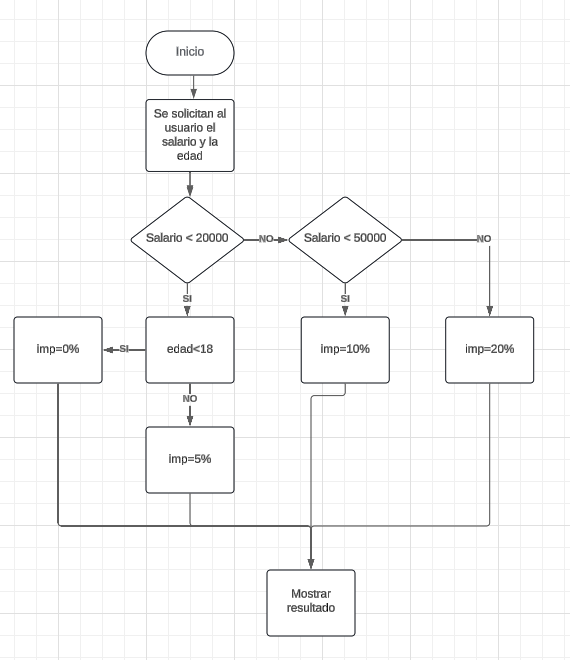 Inicio
Se solicitan al
usuario el
salario y la
edad
Salario < 20000
NO
Salario < 50000
NO
SI
SI
imp=0%
SI
edad<18
imp=10%
imp=20%
NO
imp=5%
Mostrar
resultado